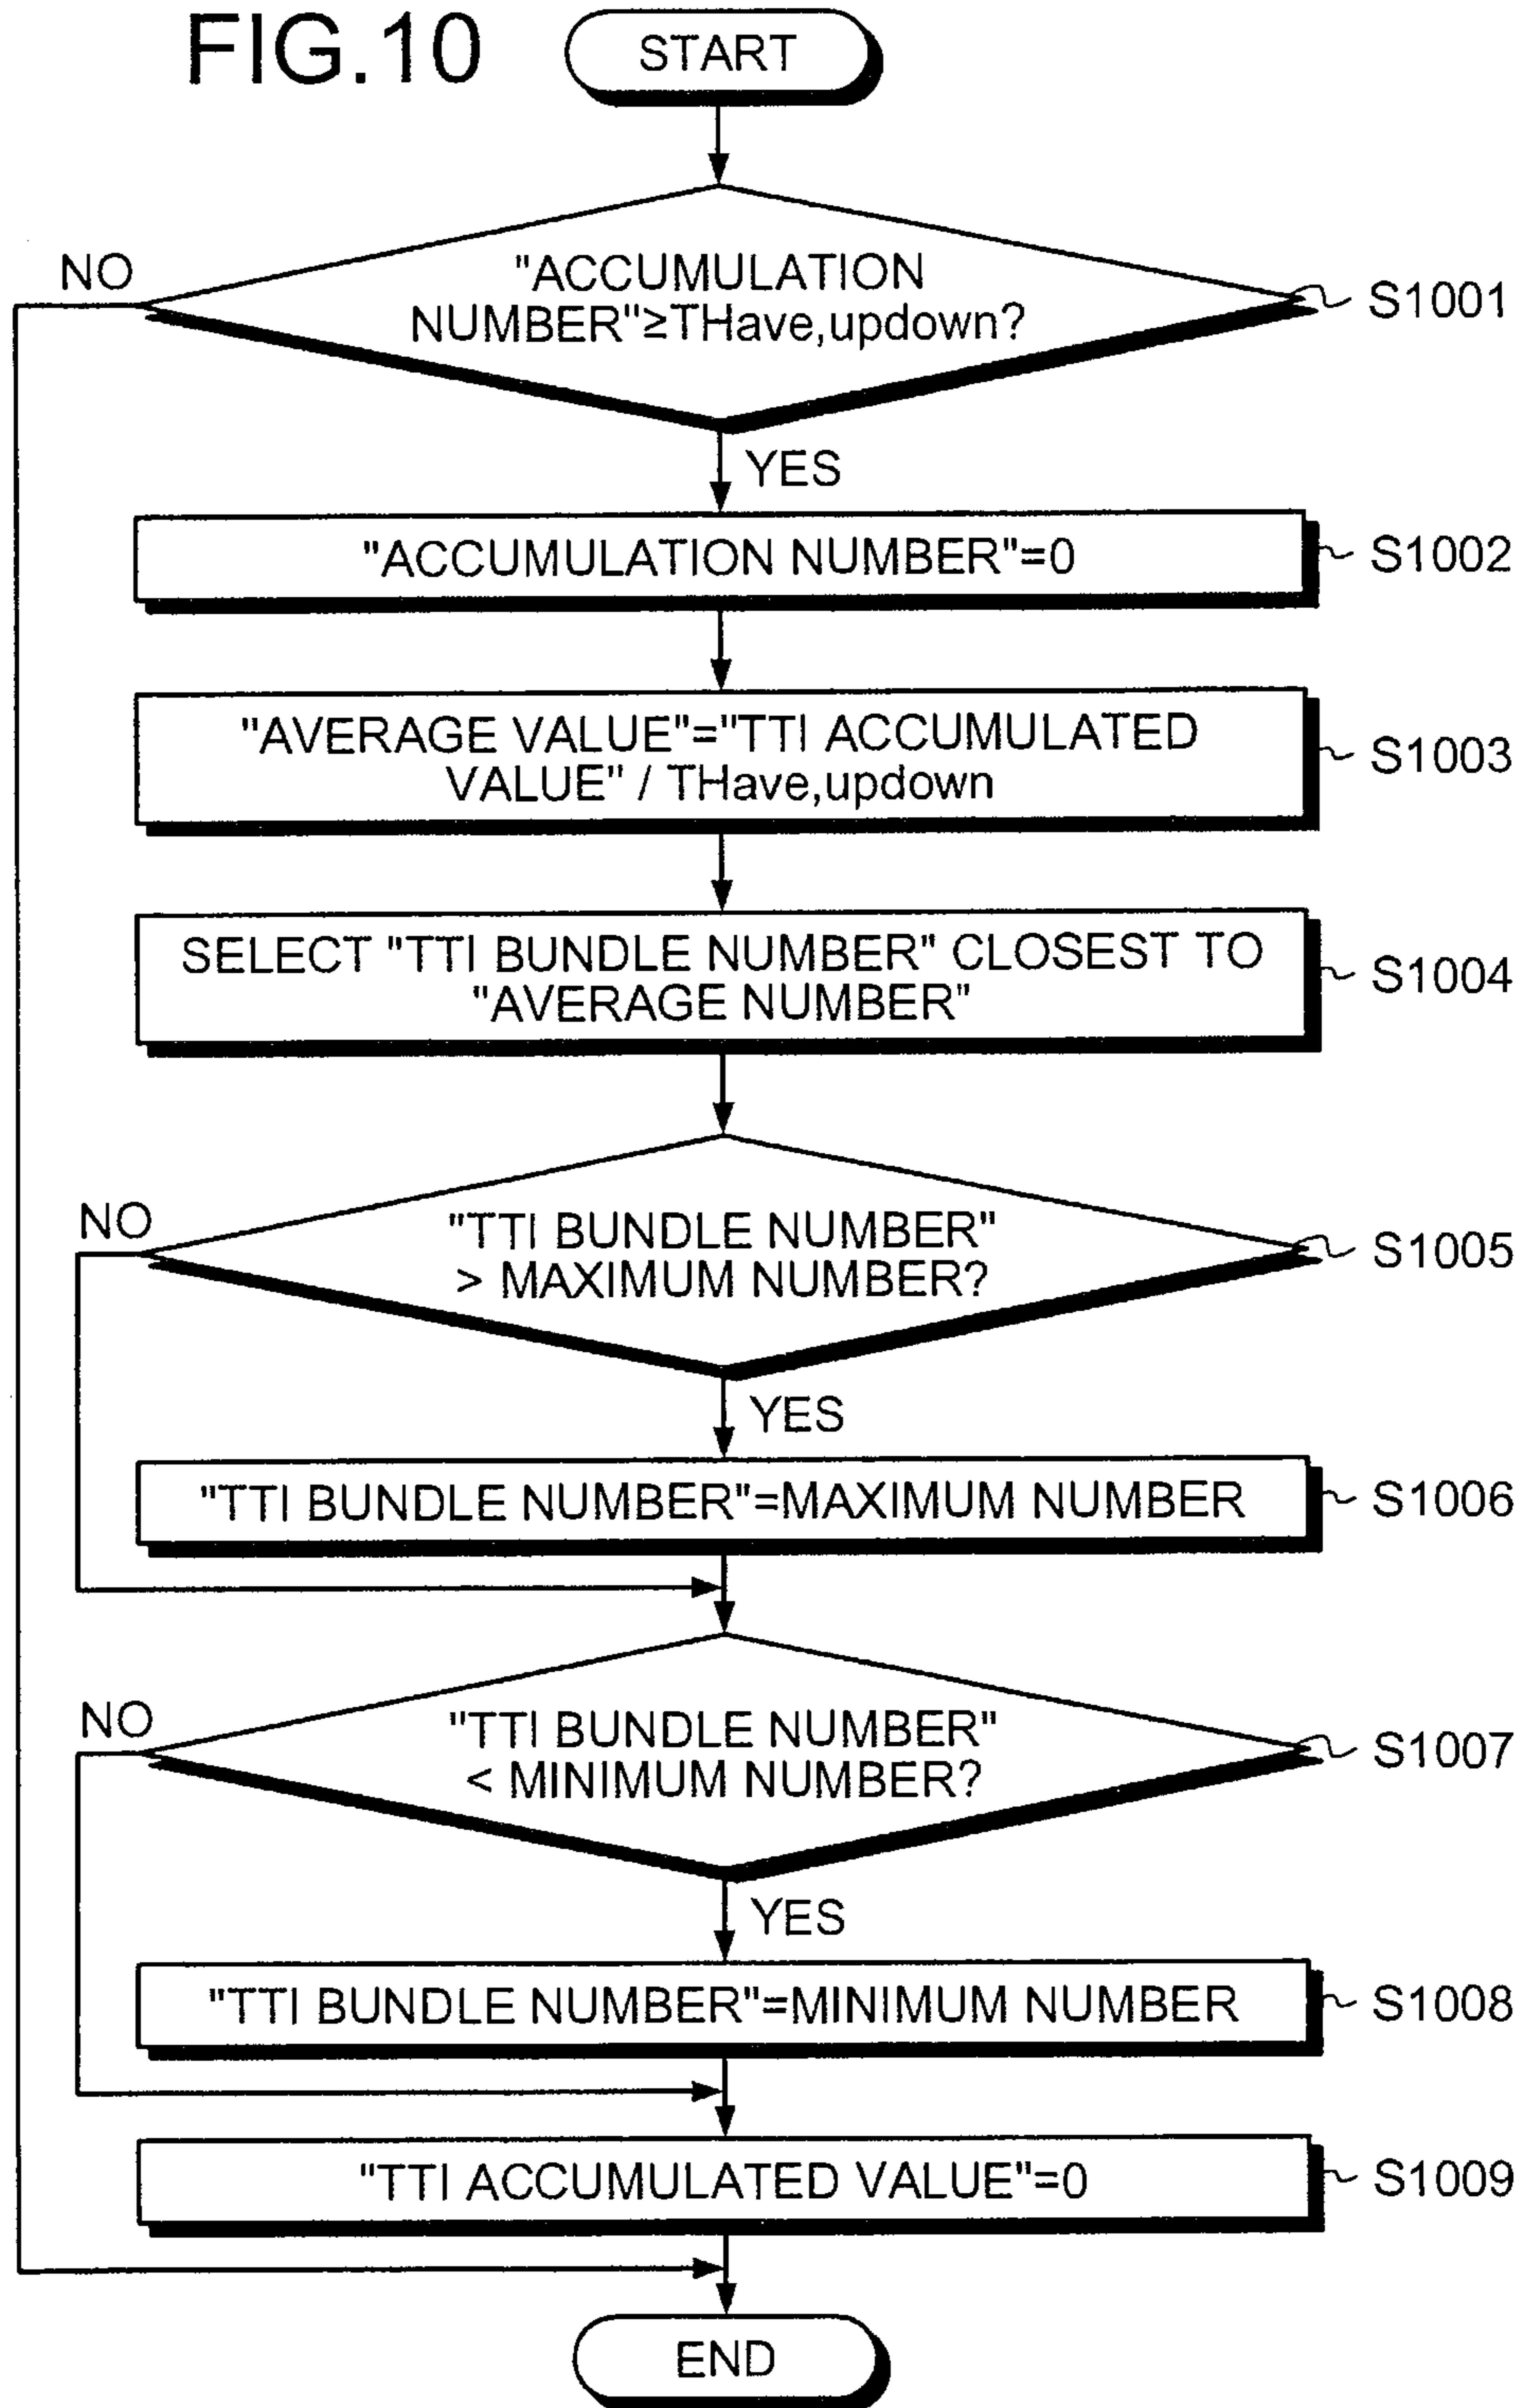 FIG.10
START
"ACCUMULATION
NUMBER"≥THave,updown?
NO
S1001
YES
"ACCUMULATION NUMBER"=0
S1002
"AVERAGE VALUE"="TTI ACCUMULATED
VALUE" / THave,updown
S1003
SELECT "TTI BUNDLE NUMBER" CLOSEST TO
"AVERAGE NUMBER"
S1004
NO
"TTI BUNDLE NUMBER"
> MAXIMUM NUMBER?
S1005
YES
"TTI BUNDLE NUMBER"=MAXIMUM NUMBER
S1006
NO
"TTI BUNDLE NUMBER"
< MINIMUM NUMBER?
S1007
YES
"TTI BUNDLE NUMBER"=MINIMUM NUMBER
S1008
"TTI ACCUMULATED VALUE"=0
S1009
END